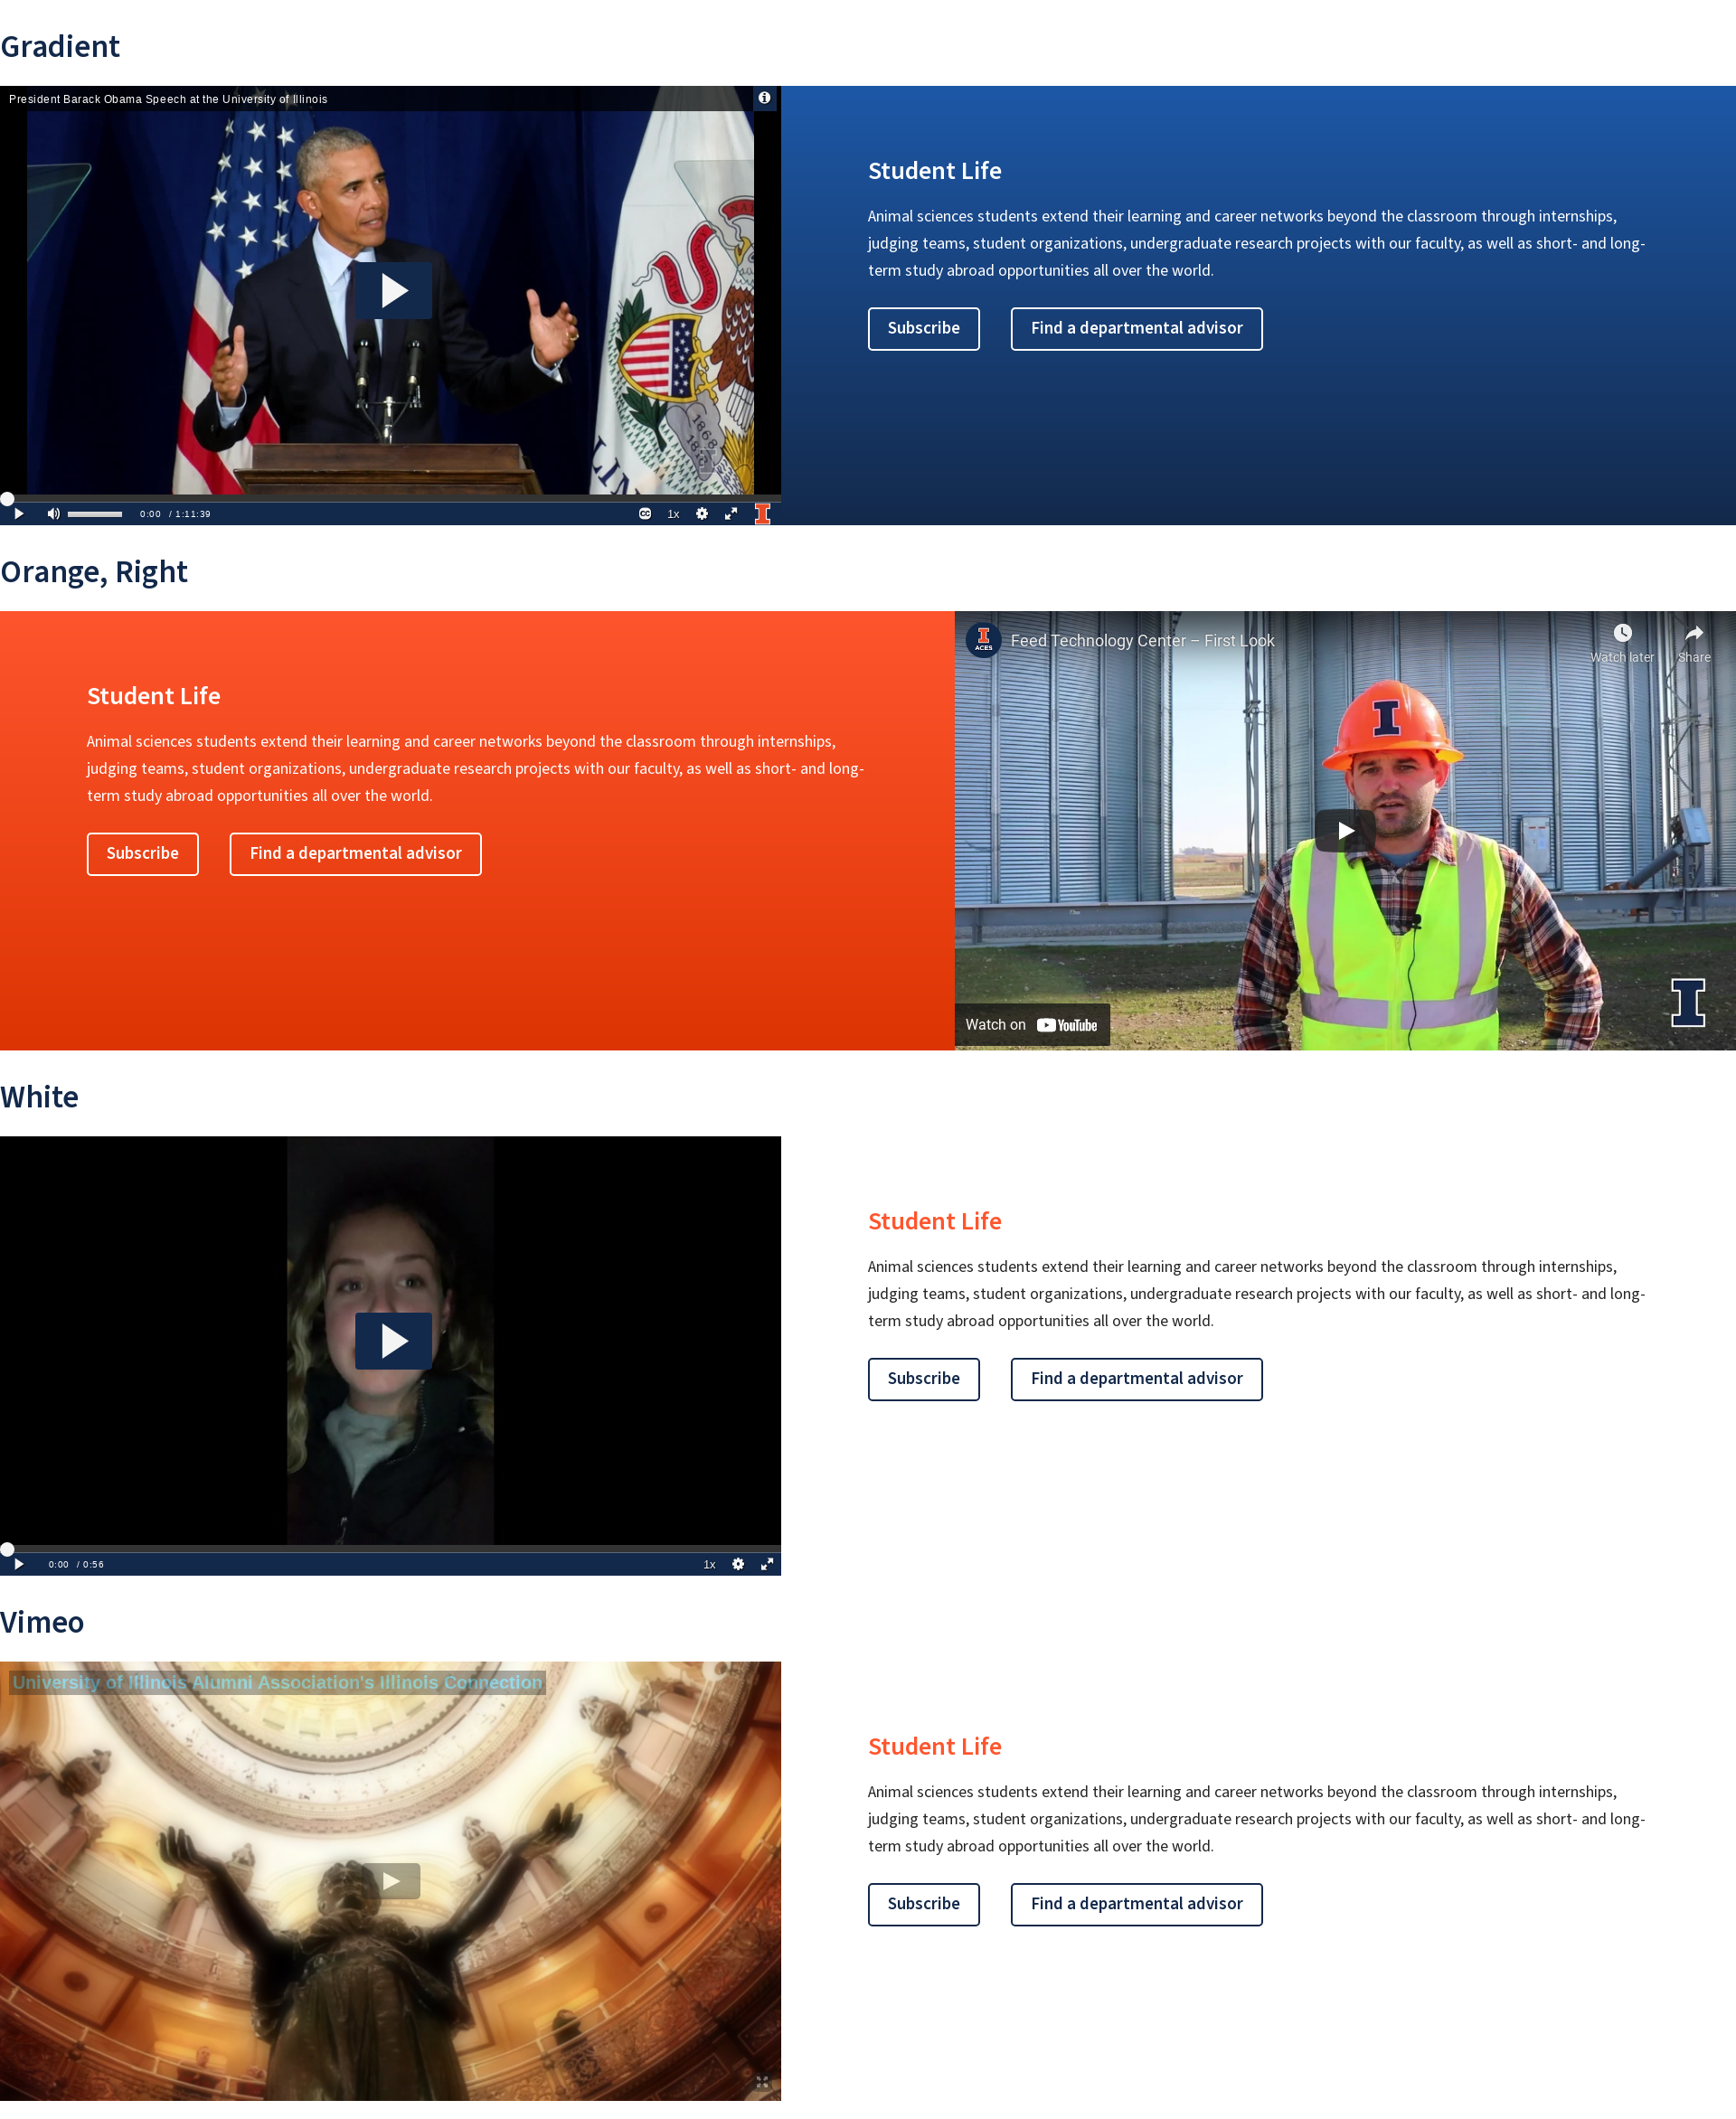 Gradient
President Barack Obama Speech at the University of Illinois
Student Life
Animal sciences students extend their learning and career networks beyond the classroom through internships,
judging teams, student organizations, undergraduate research projects with our faculty, as well as short- and long-
term study abroad opportunities all over the world.
Subscribe
Find a departmental advisor
0:00 / 1:11:39
CC
1x
I
Orange, Right
Student Life
Animal sciences students extend their learning and career networks beyond the classroom through internships,
judging teams, student organizations, undergraduate research projects with our faculty, as well as short- and long-
term study abroad opportunities all over the world.
Subscribe
Find a departmental advisor
I
ACES
Feed Technology Center – First Look
Watch later
Share
I
I
Watch on YouTube
White
Student Life
Animal sciences students extend their learning and career networks beyond the classroom through internships,
judging teams, student organizations, undergraduate research projects with our faculty, as well as short- and long-
term study abroad opportunities all over the world.
Subscribe
Find a departmental advisor
0:00 / 0:56
1x
Vimeo
University of Illinois Alumni Association's Illinois Connection
Student Life
Animal sciences students extend their learning and career networks beyond the classroom through internships,
judging teams, student organizations, undergraduate research projects with our faculty, as well as short- and long-
term study abroad opportunities all over the world.
Subscribe
Find a departmental advisor